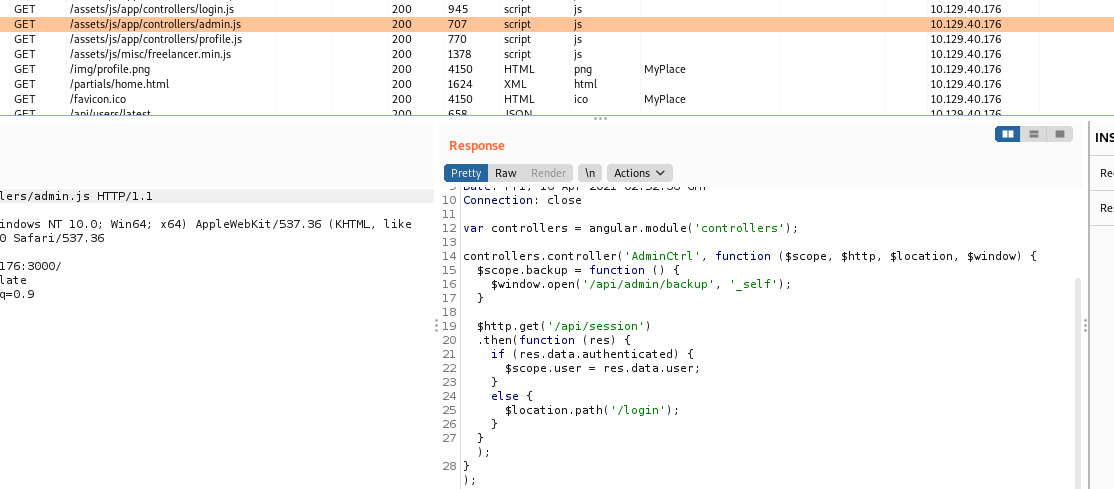 GET /assets/js/app/controllers/login.js 200 945 script js 10.129.40.176
GET /assets/js/app/controllers/admin.js 200 707 script js 10.129.40.176
GET /assets/js/app/controllers/profile.js 200 770 script js 10.129.40.176
GET /assets/js/misc/freelancer.min.js 200 1378 script js 10.129.40.176
GET /img/profile.png 200 4150 HTML png MyPlace 10.129.40.176
GET /partials/home.html 200 1624 XML html 10.129.40.176
GET /favicon.ico 200 4150 HTML ico MyPlace 10.129.40.176
GET /api/users/latest 200 658 JSON 10.129.40.176
Response
INS
Pretty Raw Render \n Actions
Re
Res
lers/admin.js HTTP/1.1
indows NT 10.0; Win64; x64) AppleWebKit/537.36 (KHTML, like
0 Safari/537.36
176:3000/
late
q=0.9
9 Date: Fri, 16 Apr 2021 GMT
10 Connection: close
11
12 var controllers = angular.module('controllers');
13
14 controllers.controller('AdminCtrl', function ($scope, $http, $location, $window) {
15 $scope.backup = function () {
16 $window.open('/api/admin/backup', '_self');
17 }
18
19 $http.get('/api/session')
20 .then(function (res) {
21 if (res.data.authenticated) {
22 $scope.user = res.data.user;
23 }
24 else {
25 $location.path('/login');
26 }
27 }
);
28 }
);